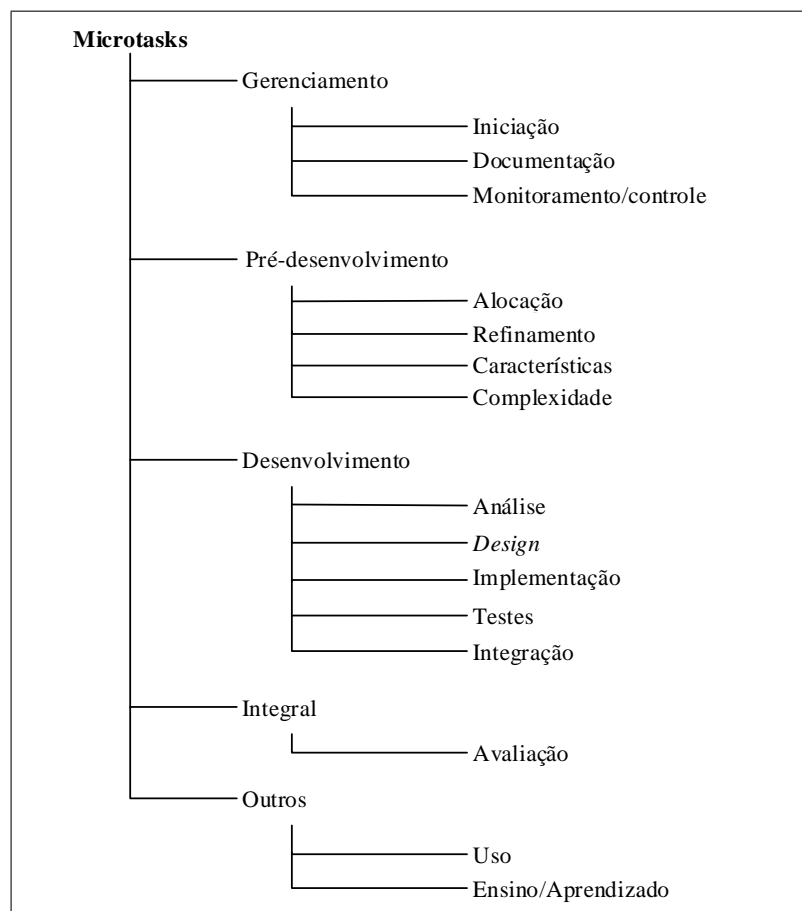 Microtasks
Gerenciamento
Iniciação
Documentação
Monitoramento/controle
Pré-desenvolvimento
Alocação
Refinamento
Características
Complexidade
Desenvolvimento
Análise
Design
Implementação
Testes
Integração
Integral
Avaliação
Outros
Uso
Ensino/Aprendizado